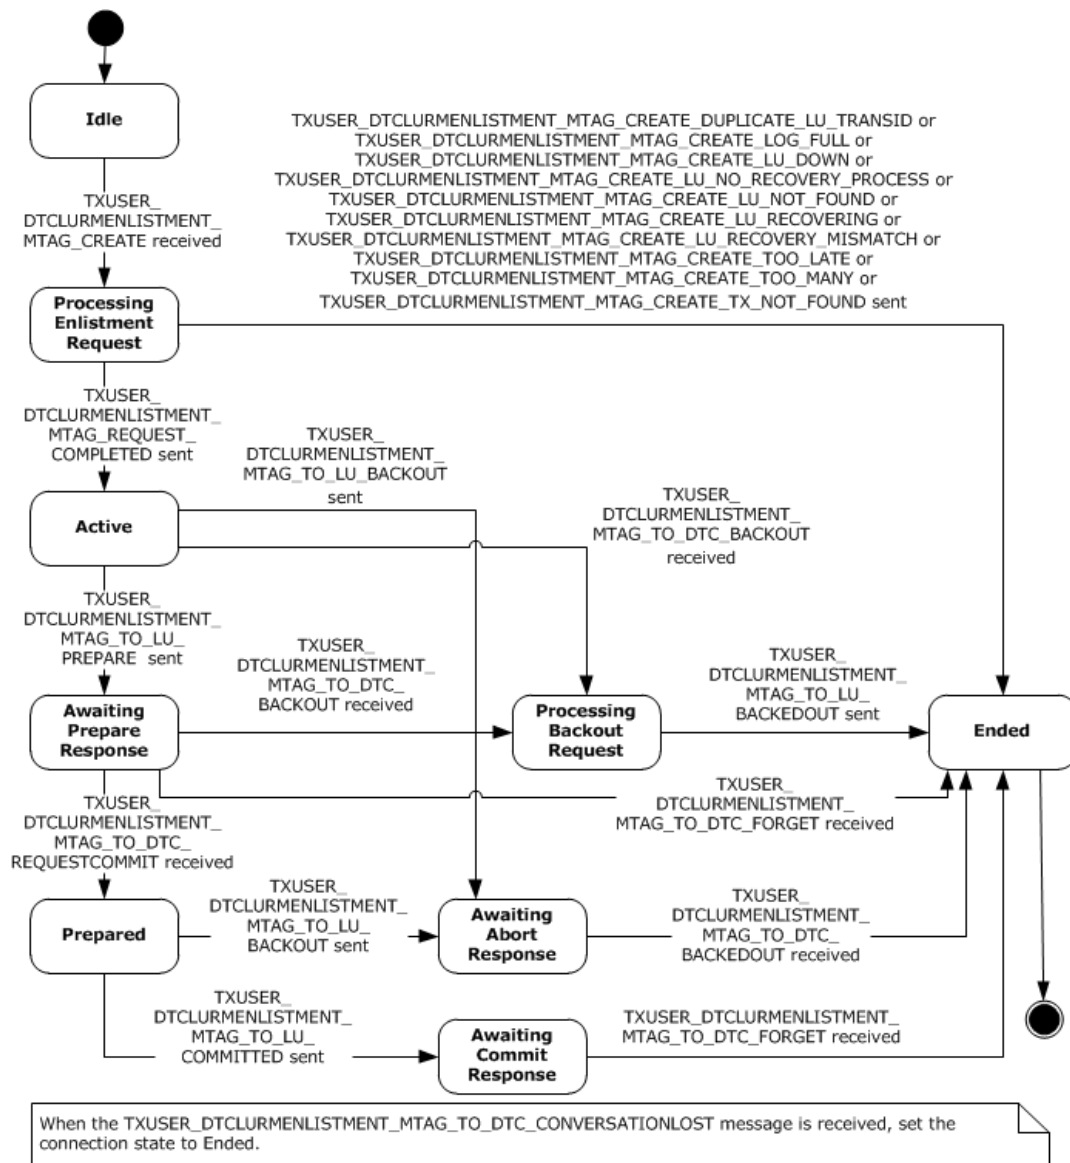 Idle
TXUSER_DTCLURMENLISTMENT_MTAG_CREATE_DUPLICATE_LU_TRANSID or
TXUSER_DTCLURMENLISTMENT_MTAG_CREATE_LOG_FULL or
TXUSER_DTCLURMENLISTMENT_MTAG_CREATE_LU_DOWN or
TXUSER_DTCLURMENLISTMENT_MTAG_CREATE_LU_NO_RECOVERY_PROCESS or
TXUSER_DTCLURMENLISTMENT_MTAG_CREATE_LU_NOT_FOUND or
TXUSER_DTCLURMENLISTMENT_MTAG_CREATE_LU_RECOVERING or
TXUSER_DTCLURMENLISTMENT_MTAG_CREATE_LU_RECOVERY_MISMATCH or
TXUSER_DTCLURMENLISTMENT_MTAG_CREATE_TOO_LATE or
TXUSER_DTCLURMENLISTMENT_MTAG_CREATE_TOO_MANY or
TXUSER_DTCLURMENLISTMENT_MTAG_CREATE_TX_NOT_FOUND sent
TXUSER_
DTCLURMENLISTMENT_
MTAG_CREATE received
Processing
Enlistment
Request
TXUSER_
DTCLURMENLISTMENT_
MTAG_REQUEST_
COMPLETED sent
TXUSER_
DTCLURMENLISTMENT_
MTAG_TO_LU_BACKOUT
sent
TXUSER_
DTCLURMENLISTMENT_
MTAG_TO_DTC_BACKOUT
received
Active
TXUSER_
DTCLURMENLISTMENT_
MTAG_TO_LU_
PREPARE sent
TXUSER_
DTCLURMENLISTMENT_
MTAG_TO_DTC_
BACKOUT received
TXUSER_
DTCLURMENLISTMENT_
MTAG_TO_LU_
BACKEDOUT sent
Awaiting
Prepare
Response
Processing
Backout
Request
Ended
TXUSER_
DTCLURMENLISTMENT_
MTAG_TO_DTC_FORGET received
TXUSER_
DTCLURMENLISTMENT_
MTAG_TO_DTC_
REQUESTCOMMIT received
Prepared
TXUSER_
DTCLURMENLISTMENT_
MTAG_TO_LU_
BACKOUT sent
Awaiting
Abort
Response
TXUSER_
DTCLURMENLISTMENT_
MTAG_TO_DTC_
BACKEDOUT received
TXUSER_
DTCLURMENLISTMENT_
MTAG_TO_LU_
COMMITTED sent
Awaiting
Commit
Response
TXUSER_DTCLURMENLISTMENT_
MTAG_TO_DTC_FORGET received
When the TXUSER_DTCLURMENLISTMENT_MTAG_TO_DTC_CONVERSATIONLOST message is received, set the
connection state to Ended.